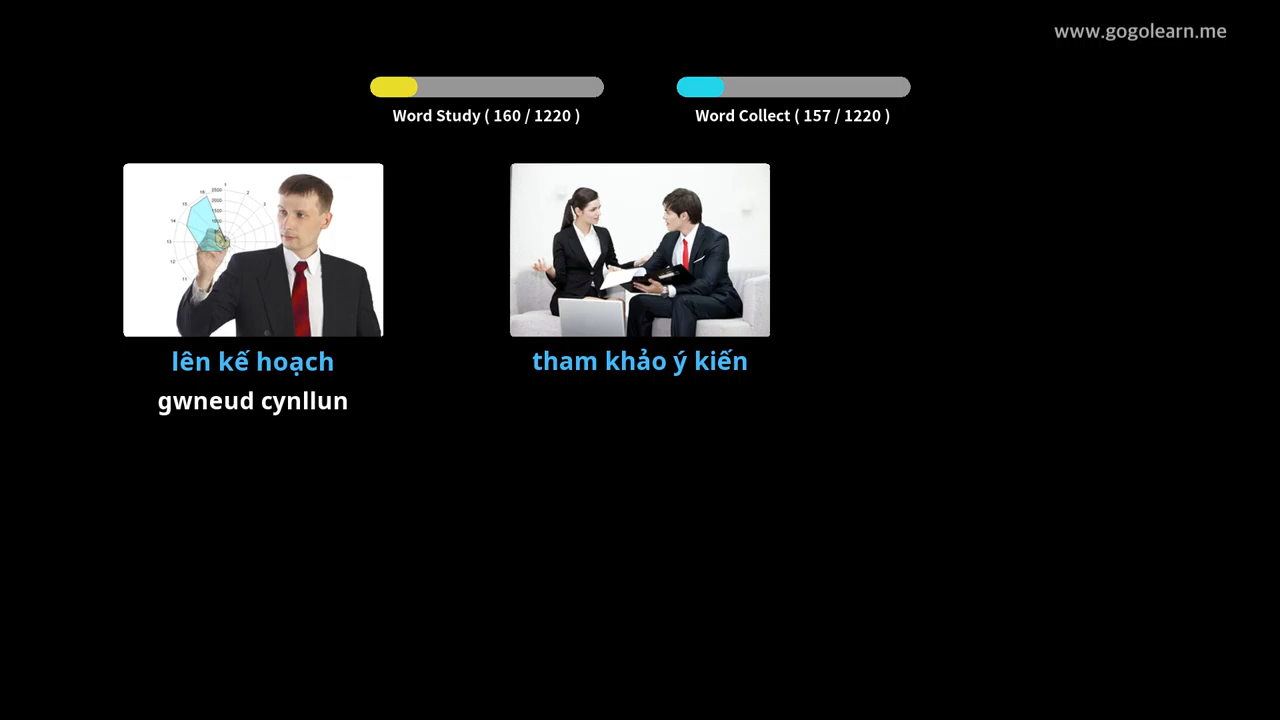 www.gogolearn.me
Word Study ( 160 / 1220 )
Word Collect ( 157 / 1220 )
lên kế hoạch
gwneud cynllun
tham khảo ý kiến